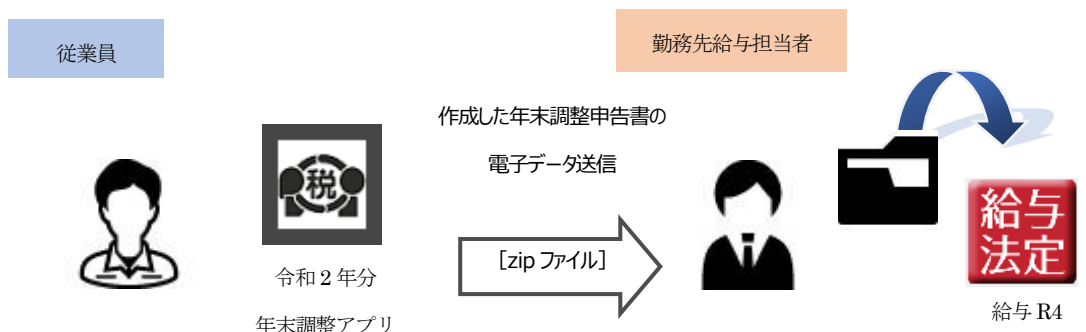 従業員
勤務先給与担当者
作成した年末調整申告書の
電子データ送信
税
[zip ファイル]
令和 2 年分
年末調整アプリ
給与
法定
給与 R4